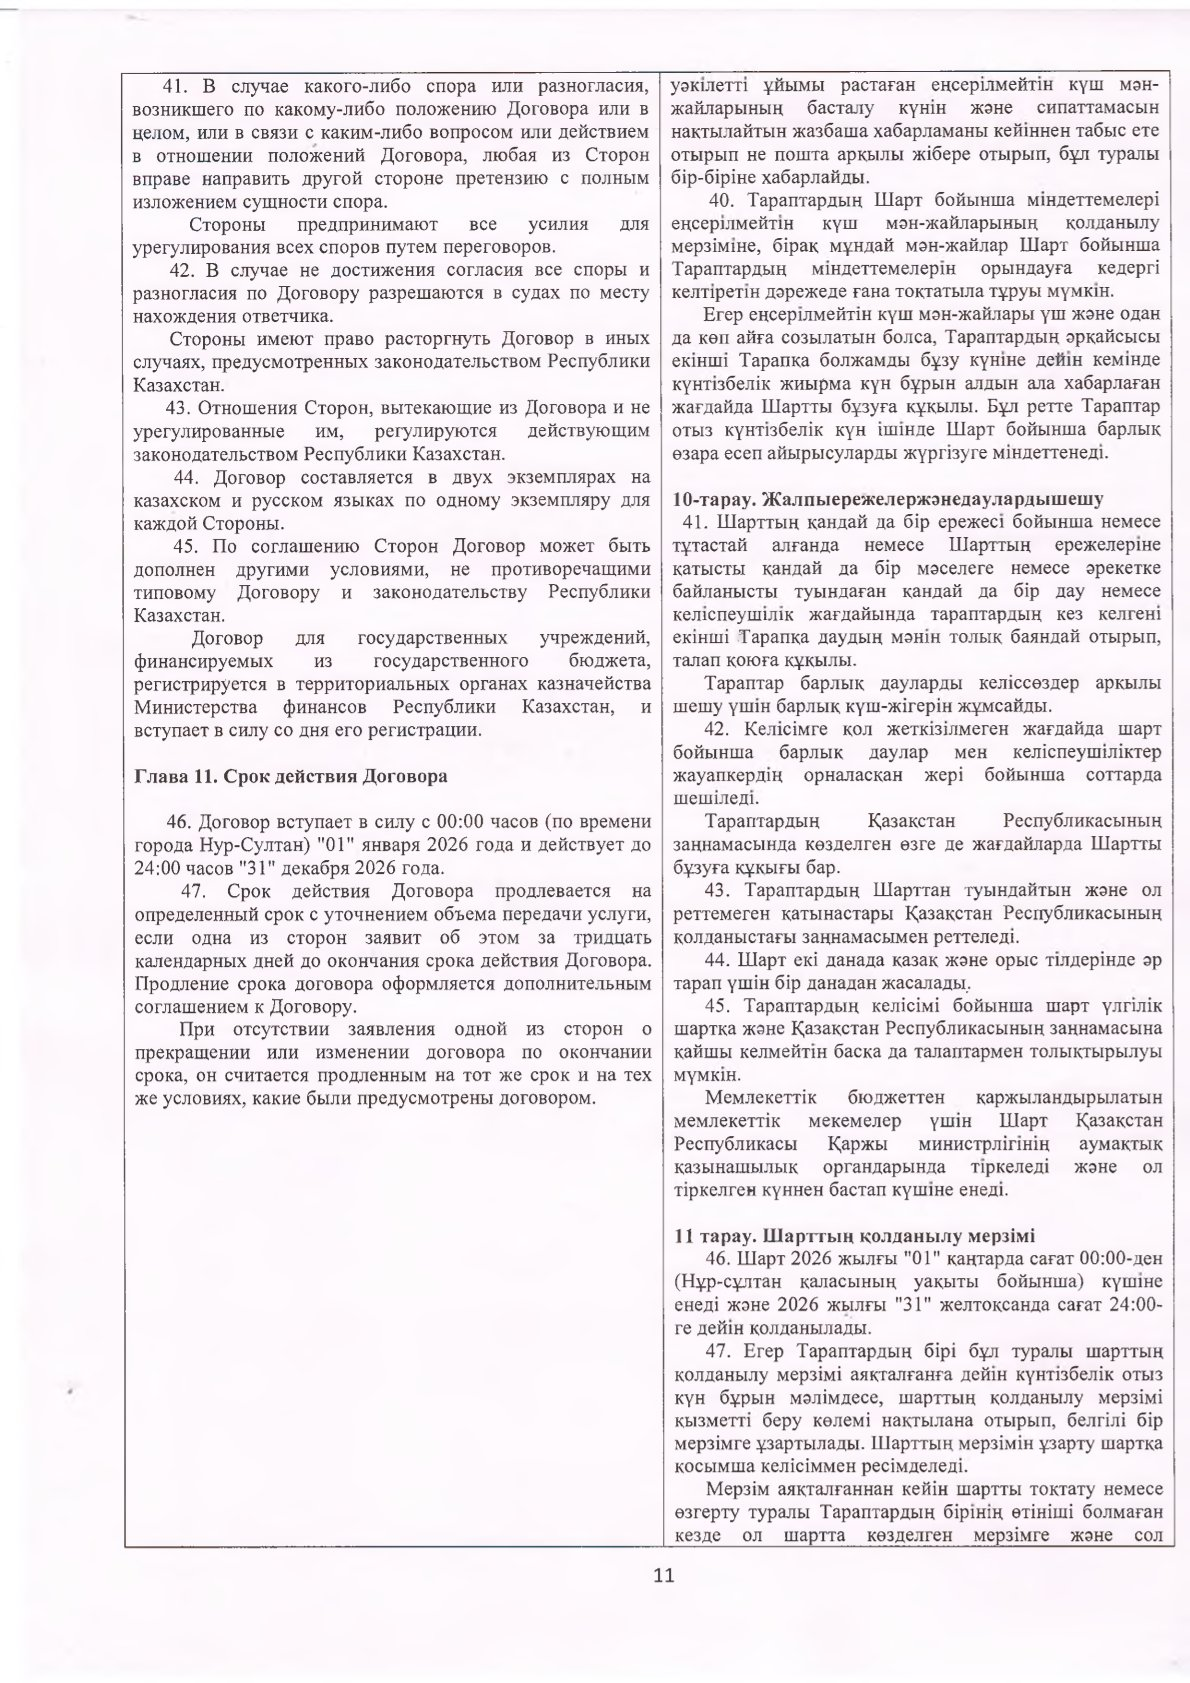 41. В случае какого-либо спора или разногласия,
возникшего по какому-либо положению Договора или в
целом, или в связи с каким-либо вопросом или действием
в отношении положений Договора, любая из Сторон
вправе направить другой стороне претензию с полным
изложением сущности спора.
Стороны предпринимают все усилия для
урегулирования всех споров путем переговоров.
42. В случае не достижения согласия все споры и
разногласия по Договору разрешаются в судах по месту
нахождения ответчика.
Стороны имеют право расторгнуть Договор в иных
случаях, предусмотренных законодательством Республики
Казахстан.
43. Отношения Сторон, вытекающие из Договора и не
урегулированные им, регулируются действующим
законодательством Республики Казахстан.
44. Договор составляется в двух экземплярах на
казахском и русском языках по одному экземпляру для
каждой Стороны.
45. По соглашению Сторон Договор может быть
дополнен другими условиями, не противоречащими
типовому Договору и законодательству Республики
Казахстан.
Договор для государственных учреждений,
финансируемых из государственного бюджета,
регистрируется в территориальных органах казначейства
Министерства финансов Республики Казахстан, и
вступает в силу со дня его регистрации.
Глава 11. Срок действия Договора
46. Договор вступает в силу с 00:00 часов (по времени
города Нур-Султан) "01" января 2026 года и действует до
24:00 часов "31" декабря 2026 года.
47. Срок действия Договора продлевается на
определенный срок с уточнением объема передачи услуги,
если одна из сторон заявит об этом за тридцать
календарных дней до окончания срока действия Договора.
Продление срока договора оформляется дополнительным
соглашением к Договору.
При отсутствии заявления одной из сторон о
прекращении или изменении договора по окончании
срока, он считается продленным на тот же срок и на тех
же условиях, какие были предусмотрены договором.
уәкілетті ұйымы растаған еңсерілмейтін күш мән-
жайларының басталу күнін және сипаттамасын
нақтылайтын жазбаша хабарламаны кейіннен табыс ете
отырып не пошта арқылы жібере отырып, бұл туралы
бір-біріне хабарлайды.
40. Тараптардың Шарт бойынша міндеттемелері
еңсерілмейтін күш мән-жайларының қолданылу
мерзіміне, бірақ мұндай мән-жайлар Шарт бойынша
Тараптардың міндеттемелерін орындауға кедергі
келтіретін дәрежеде ғана тоқтатыла тұруы мүмкін.
Егер еңсерілмейтін күш мән-жайлары үш және одан
да көп айға созылатын болса, Тараптардың әрқайсысы
екінші Тарапқа болжамды бұзу күніне дейін кемінде
күнтізбелік жиырма күн бұрын алдын ала хабарлаған
жағдайда Шартты бұзуға құқылы. Бұл ретте Тараптар
отыз күнтізбелік күн ішінде Шарт бойынша барлық
өзара есеп айырысуларды жүргізуге міндеттенеді.
10-тарау. Жалпыережелержәнедаулардышешу
41. Шарттың қандай да бір ережесі бойынша немесе
тұтастай алғанда немесе Шарттың ережелеріне
қатысты қандай да бір мәселеге немесе әрекетке
байланысты туындаған қандай да бір дау немесе
келіспеушілік жағдайында тараптардың кез келгені
екінші Тарапқа даудың мәнін толық баяндай отырып,
талап қоюға құқылы.
Тараптар барлық дауларды келіссөздер арқылы
шешу үшін барлық күш-жігерін жұмсайды.
42. Келісімге қол жеткізілмеген жағдайда шарт
бойынша барлық даулар мен келіспеушіліктер
жауапкердің орналасқан жері бойынша соттарда
шешіледі.
Тараптардың Қазақстан Республикасының
заңнамасында көзделген өзге де жағдайларда Шартты
бұзуға құқығы бар.
43. Тараптардың Шарттан туындайтын және ол
реттемеген қатынастары Қазақстан Республикасының
қолданыстағы заңнамасымен реттеледі.
44. Шарт екі данада қазақ және орыс тілдерінде әр
тарап үшін бір данадан жасалады.
45. Тараптардың келісімі бойынша шарт үлгілік
шартқа және Қазақстан Республикасының заңнамасына
қайшы келмейтін басқа да талаптармен толықтырылуы
мүмкін.
Мемлекеттік бюджеттен қаржыландырылатын
мемлекеттік мекемелер үшін Шарт Қазақстан
Республикасы Қаржы министрлігінің аумақтық
қазынашылық органдарында тіркеледі және ол
тіркелген күннен бастап күшіне енеді.
11 тарау. Шарттың қолданылу мерзімі
46. Шарт 2026 жылғы "01" қаңтарда сағат 00:00-ден
(Нұр-сұлтан қаласының уақыты бойынша) күшіне
енеді және 2026 жылғы "31" желтоқсанда сағат 24:00-
ге дейін қолданылады.
47. Егер Тараптардың бірі бұл туралы шарттың
қолданылу мерзімі аяқталғанға дейін күнтізбелік отыз
күн бұрын мәлімдесе, шарттың қолданылу мерзімі
қызметті беру көлемі нақтылана отырып, белгілі бір
мерзімге ұзартылады. Шарттың мерзімін ұзарту шартқа
қосымша келісіммен ресімделеді.
Мерзім аяқталғаннан кейін шартты тоқтату немесе
өзгерту туралы Тараптардың бірінің өтініші болмаған
кезде ол шартта көзделген мерзімге және сол
11